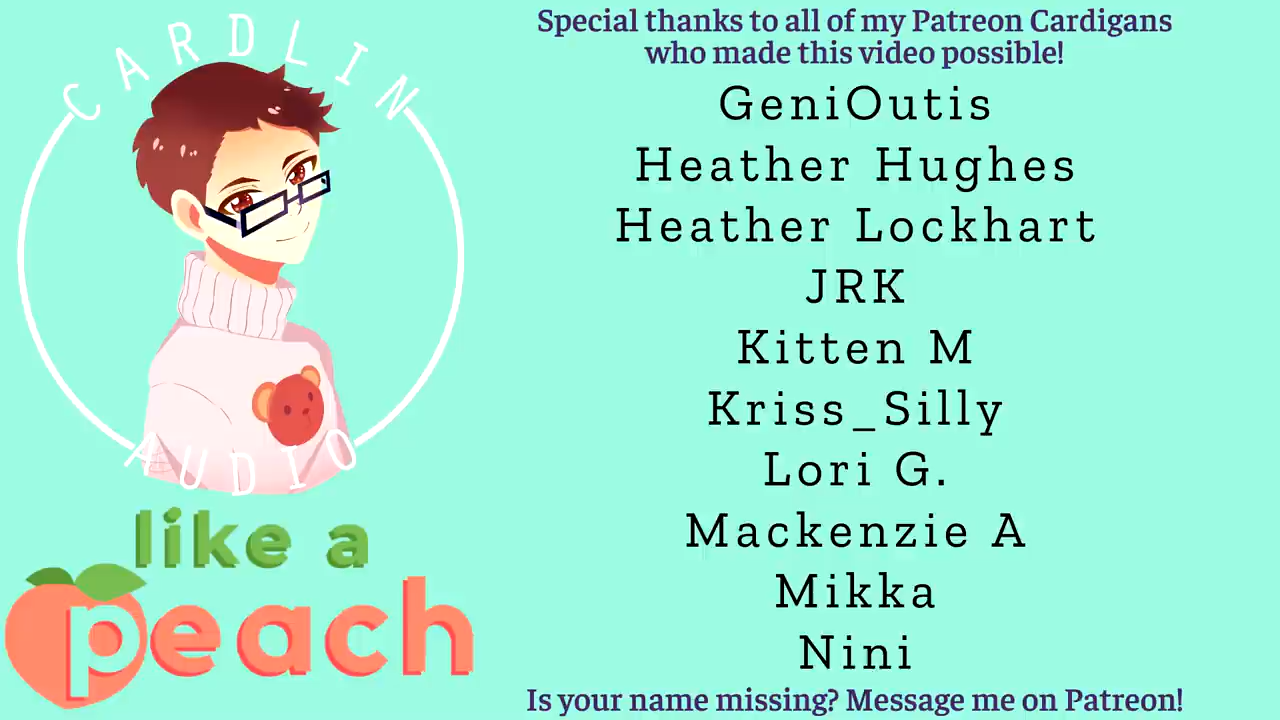 CARDLIN
AUDIO
like a
peach
Special thanks to all of my Patreon Cardigans
who made this video possible!
GeniOutis
Heather Hughes
Heather Lockhart
JRK
Kitten M
Kriss_Silly
Lori G.
Mackenzie A
Mikka
Nini
Is your name missing? Message me on Patreon!